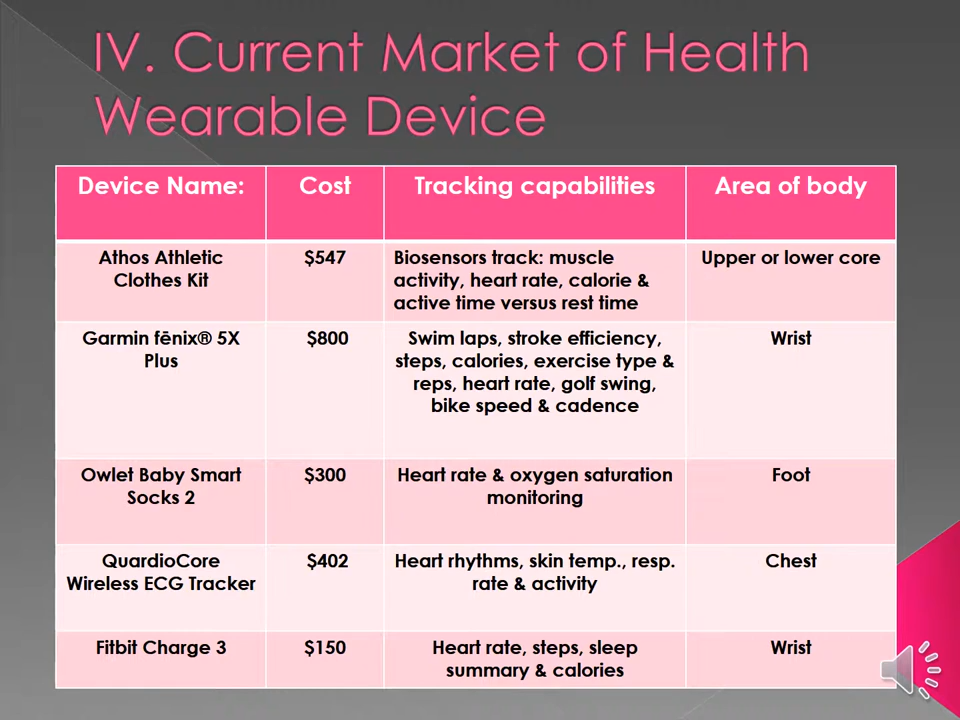 IV. Current Market of Health
Wearable Device
Device Name:
Cost
Tracking capabilities
Area of body
Athos Athletic
Clothes Kit
$547
Biosensors track: muscle
activity, heart rate, calorie &
active time versus rest time
Upper or lower core
Garmin fēnix® 5X
Plus
$800
Swim laps, stroke efficiency,
steps, calories, exercise type &
reps, heart rate, golf swing,
bike speed & cadence
Wrist
Owlet Baby Smart
Socks 2
$300
Heart rate & oxygen saturation
monitoring
Foot
QuardioCore
Wireless ECG Tracker
$402
Heart rhythms, skin temp., resp.
rate & activity
Chest
Fitbit Charge 3
$150
Heart rate, steps, sleep
summary & calories
Wrist